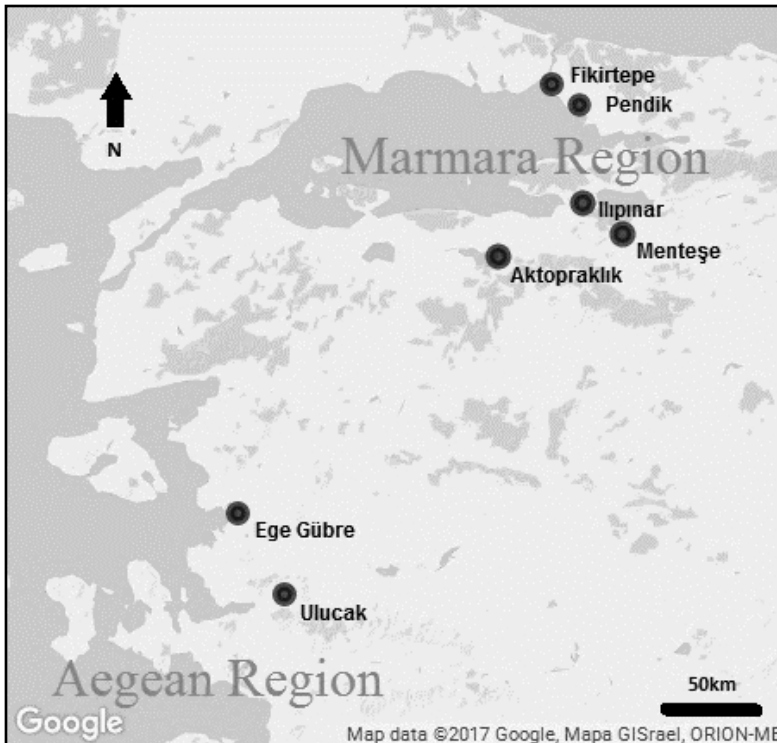 Fikirtepe
Pendik
N
Marmara Region
Ilıpınar
Menteşe
Aktopraklık
Ege Gübre
Ulucak
Aegean Region
50km
Google
Map data ©2017 Google, Mapa GISrael, ORION-ME